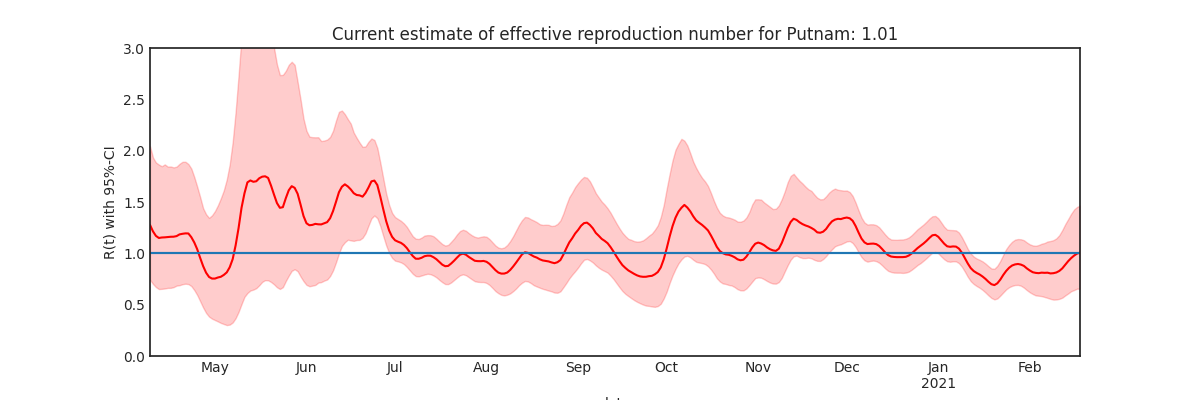 Current estimate of effective reproduction number for Putnam: 1.01
R(t) with 95%-CI
3.0
2.5
2.0
1.5
1.0
0.5
0.0
May Jun Jul Aug Sep Oct Nov Dec Jan Feb
2021